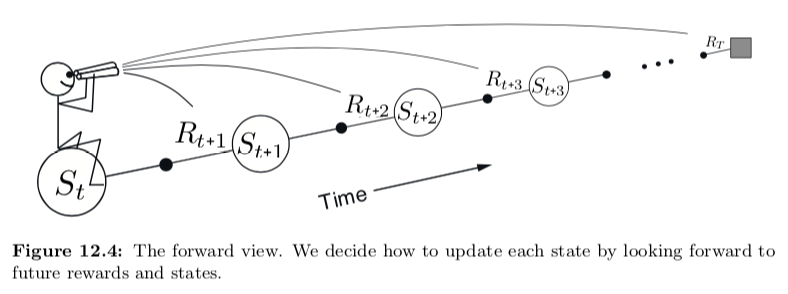 R_T
R_{t+3} S_{t+3}
R_{t+2} S_{t+2}
R_{t+1} S_{t+1}
S_t
Time
Figure 12.4: The forward view. We decide how to update each state by looking forward to
future rewards and states.